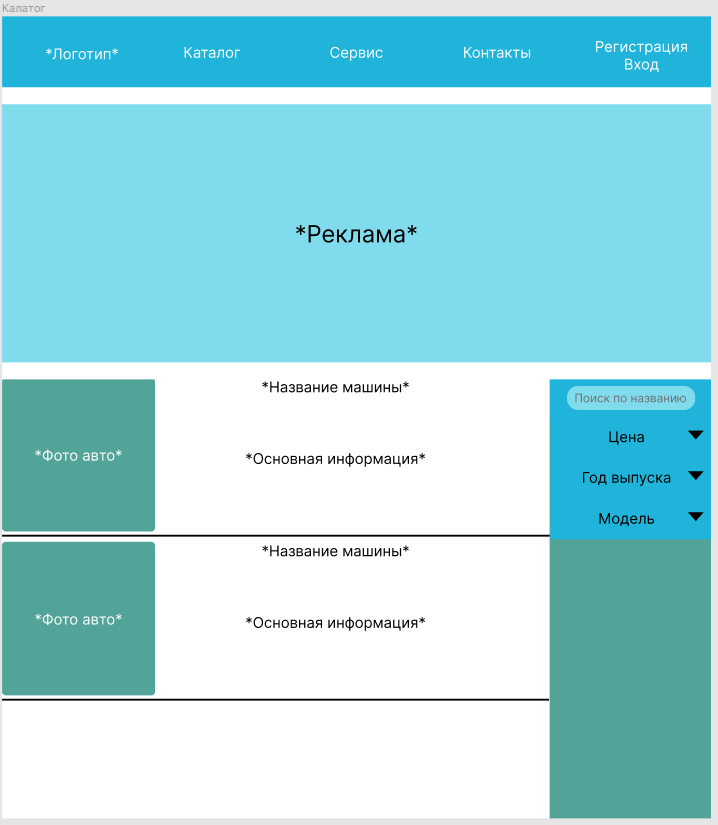 Калатог
*Логотип*
Каталог
Сервис
Контакты
Регистрация
Вход
*Реклама*
*Фото авто*
*Название машины*
*Основная информация*
Поиск по названию
Цена
Год выпуска
Модель
*Фото авто*
*Название машины*
*Основная информация*